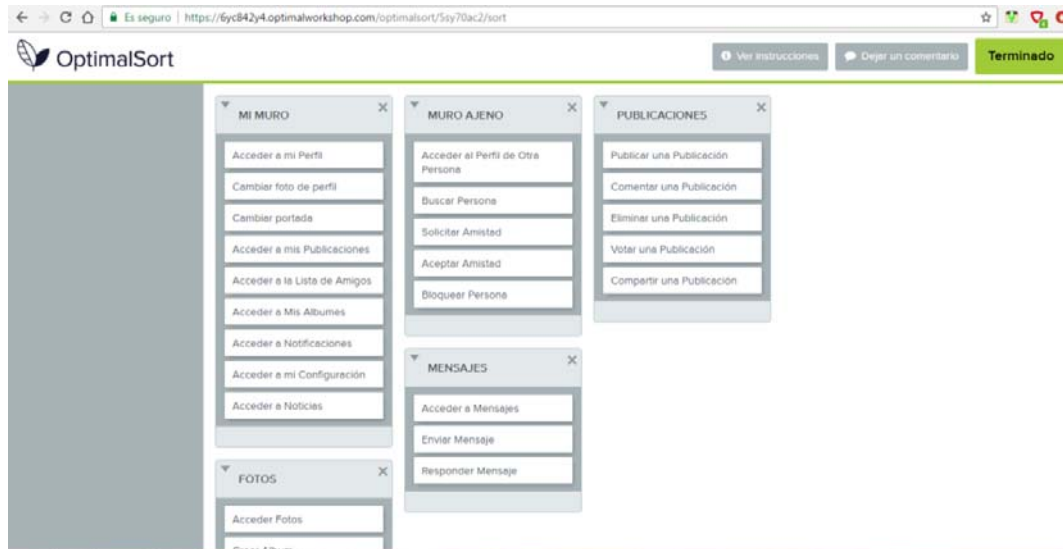 Es seguro | https://6yc842y4.optimalworkshop.com/optimalsort/5sy70ac2/sort
OptimalSort
Ver instrucciones
Dejar un comentario
Terminado
MI MURO
Acceder a mi Perfil
Cambiar foto de perfil
Cambiar portada
Acceder a mis Publicaciones
Acceder a la Lista de Amigos
Acceder a Mis Albumes
Acceder a Notificaciones
Acceder a mi Configuración
Acceder a Noticias
FOTOS
Acceder Fotos
MURO AJENO
Acceder al Perfil de Otra
Persona
Buscar Persona
Solicitar Amistad
Aceptar Amistad
Bloquear Persona
MENSAJES
Acceder a Mensajes
Enviar Mensaje
Responder Mensaje
PUBLICACIONES
Publicar una Publicación
Comentar una Publicación
Eliminar una Publicación
Votar una Publicación
Compartir una Publicación